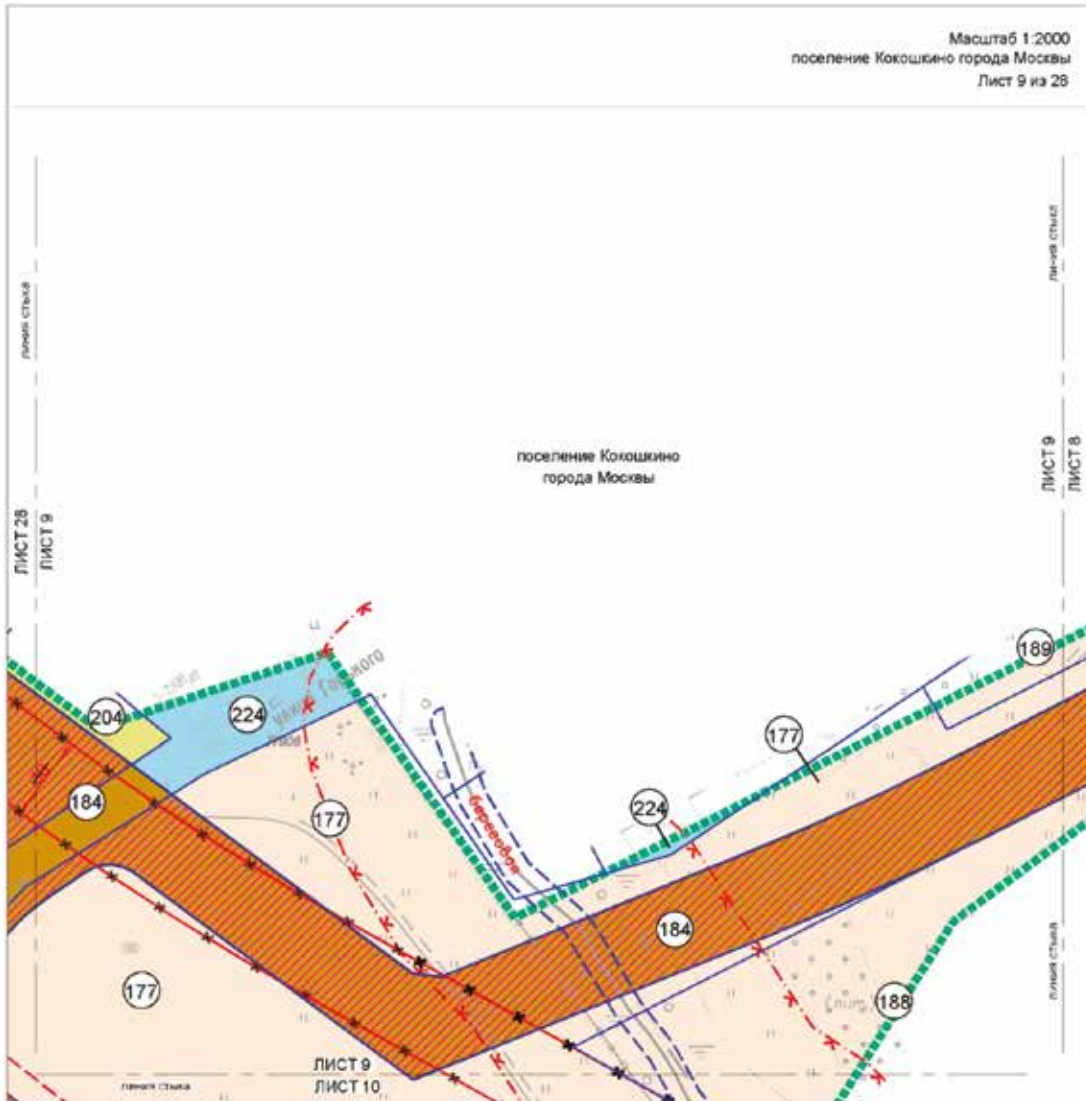 Масштаб 1:2000
поселение Кокошкино города Москвы
Лист 9 из 28
линия стыка
линия стыка
поселение Кокошкино
города Москвы
ЛИСТ 28
ЛИСТ 9
ЛИСТ 9
ЛИСТ 8
189
204
224
улица Горького
177
184
177
224
береговая
184
177
188
линия стыка
ЛИСТ 9
линия стыка
ЛИСТ 10